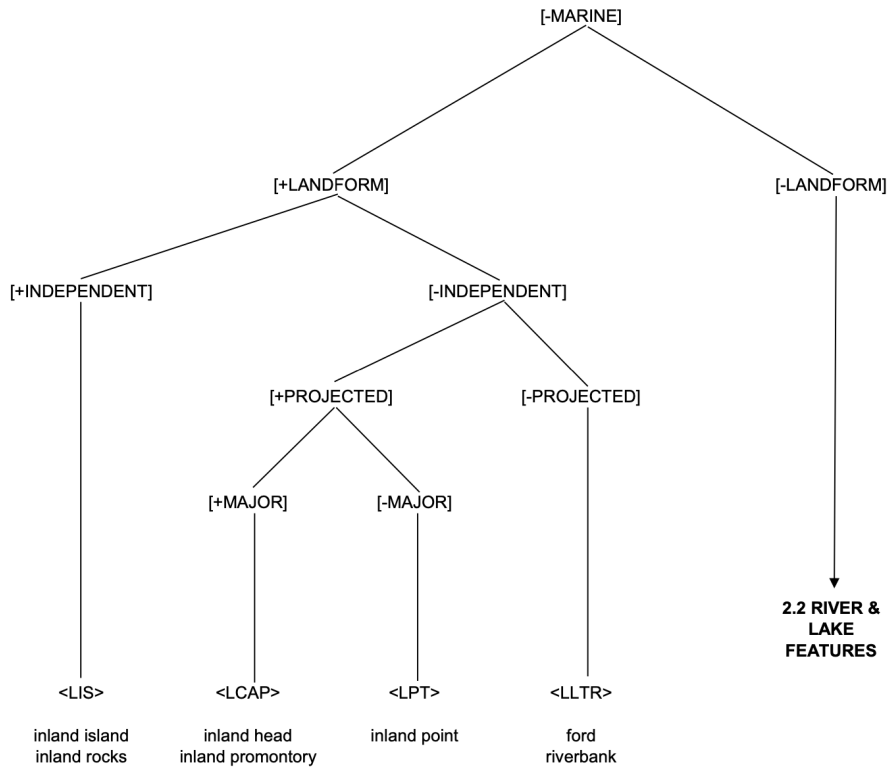 [-MARINE]
[+LANDFORM]
[-LANDFORM]
[+INDEPENDENT]
[-INDEPENDENT]
[+PROJECTED]
[-PROJECTED]
[+MAJOR]
[-MAJOR]
2.2 RIVER &
LAKE
FEATURES
<LIS>
<LCAP>
<LPT>
<LLTR>
inland island
inland rocks
inland head
inland promontory
inland point
ford
riverbank